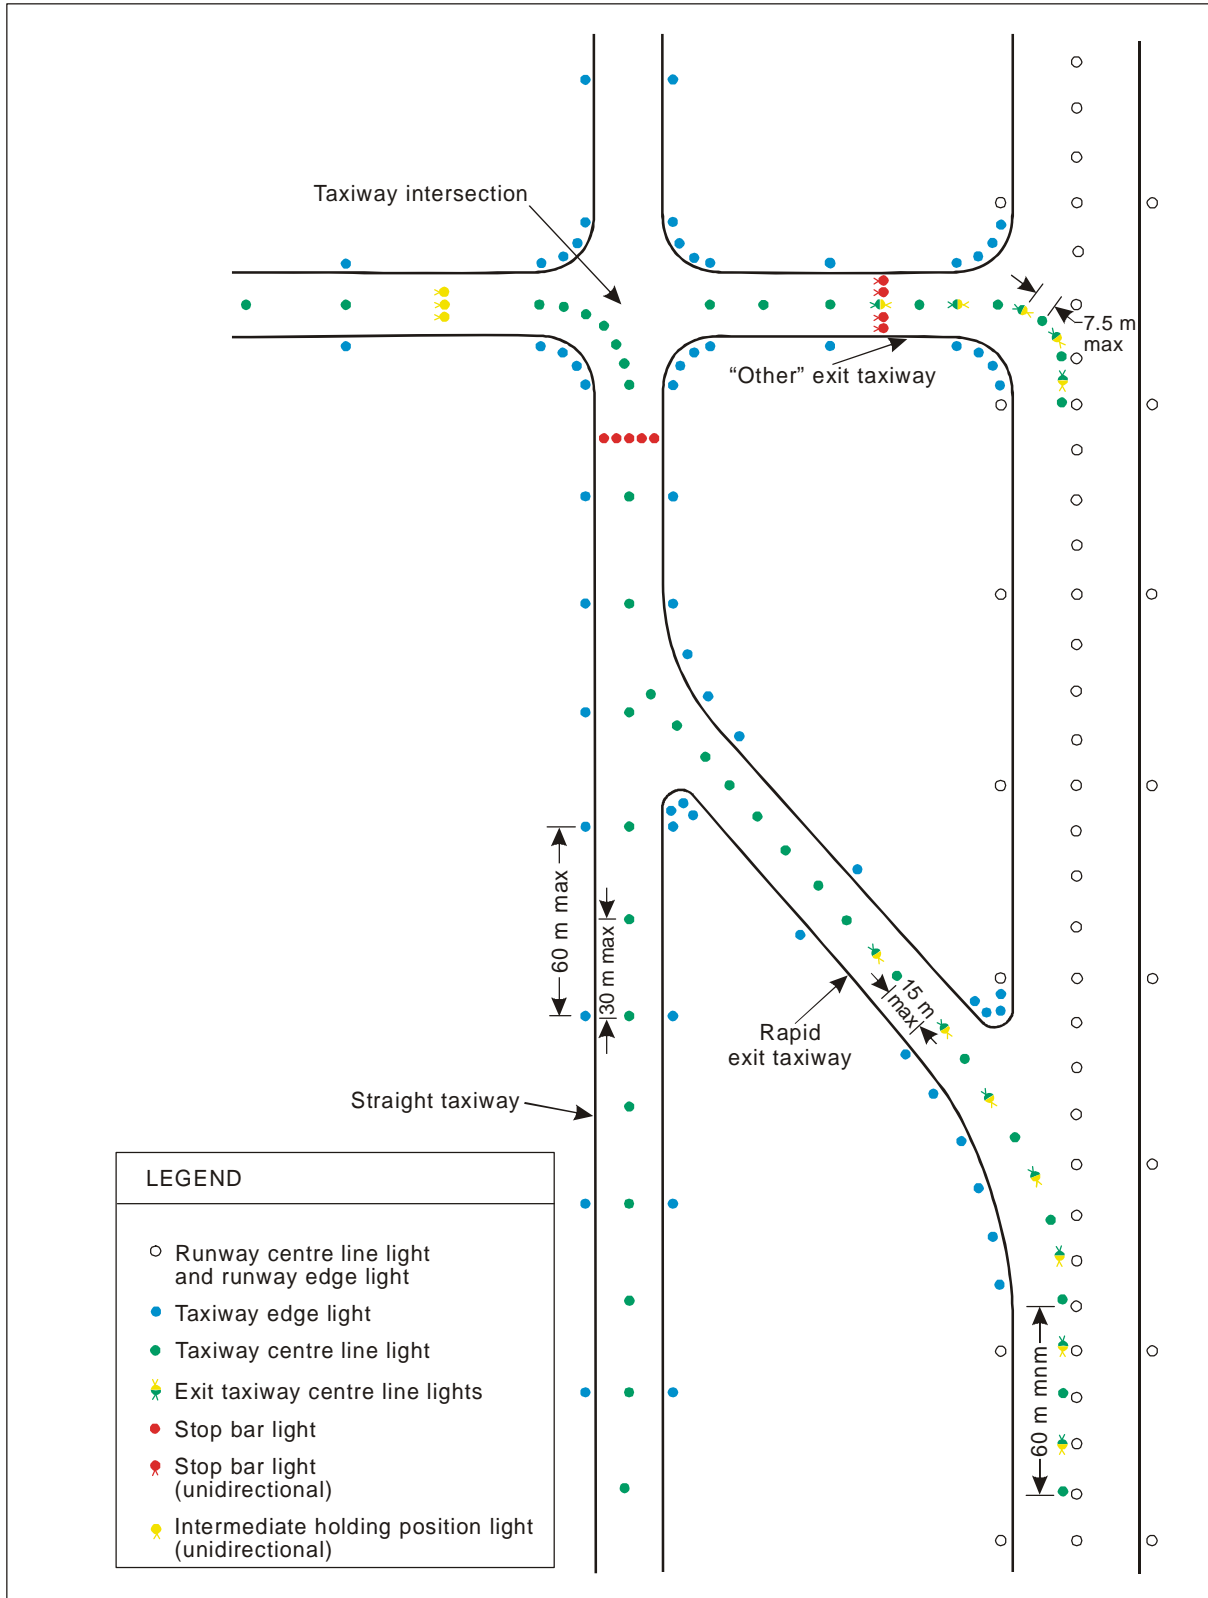 Taxiway intersection
7.5 m
max
“Other” exit taxiway
60 m max
30 m max
15 m
max
Rapid
exit taxiway
Straight taxiway
60 m mnm
LEGEND
Runway centre line light
and runway edge light
Taxiway edge light
Taxiway centre line light
Exit taxiway centre line lights
Stop bar light
Stop bar light
(unidirectional)
Intermediate holding position light
(unidirectional)